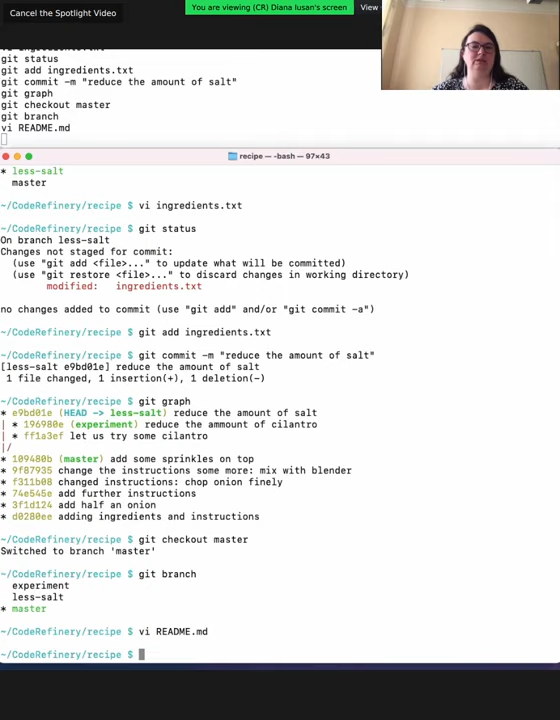 Cancel the Spotlight Video
You are viewing (CR) Diana Iusan's screen
View
git status
git add ingredients.txt
git commit -m "reduce the amount of salt"
git graph
git checkout master
git branch
vi README.md
recipe — -bash — 97×43
* less-salt
master
~/CodeRefinery/recipe $ vi ingredients.txt
~/CodeRefinery/recipe $ git status
On branch less-salt
Changes not staged for commit:
(use "git add <file>..." to update what will be committed)
(use "git restore <file>..." to discard changes in working directory)
modified: ingredients.txt
no changes added to commit (use "git add" and/or "git commit -a")
~/CodeRefinery/recipe $ git add ingredients.txt
~/CodeRefinery/recipe $ git commit -m "reduce the amount of salt"
[less-salt e9bd01e] reduce the amount of salt
1 file changed, 1 insertion(+), 1 deletion(-)
~/CodeRefinery/recipe $ git graph
* e9bd01e (HEAD -> less-salt) reduce the amount of salt
| * 196980e (experiment) reduce the ammount of cilantro
| * ff1a3ef let us try some cilantro
|/
* 109480b (master) add some sprinkles on top
* 9f87935 change the instructions some more: mix with blender
* f311b08 changed instructions: chop onion finely
* 74e545e add further instructions
* 3f1d124 add half an onion
* d0280ee adding ingredients and instructions
~/CodeRefinery/recipe $ git checkout master
Switched to branch 'master'
~/CodeRefinery/recipe $ git branch
experiment
less-salt
* master
~/CodeRefinery/recipe $ vi README.md
~/CodeRefinery/recipe $